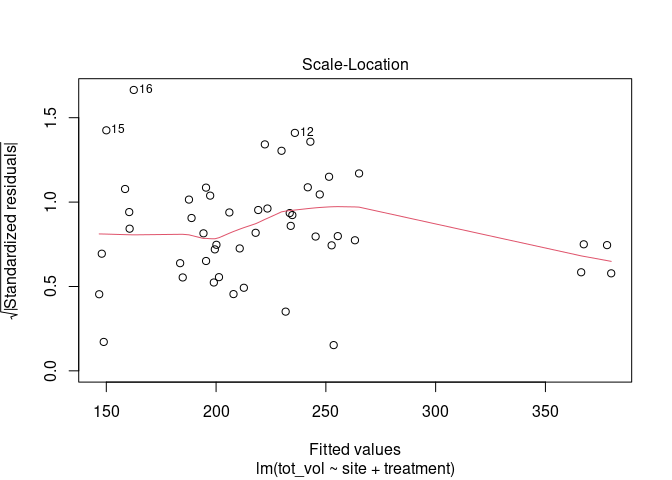 Scale-Location
√|Standardized residuals|
1.5
1.0
0.5
0.0
16
15
12
150 200 250 300 350
Fitted values
lm(tot_vol ~ site + treatment)